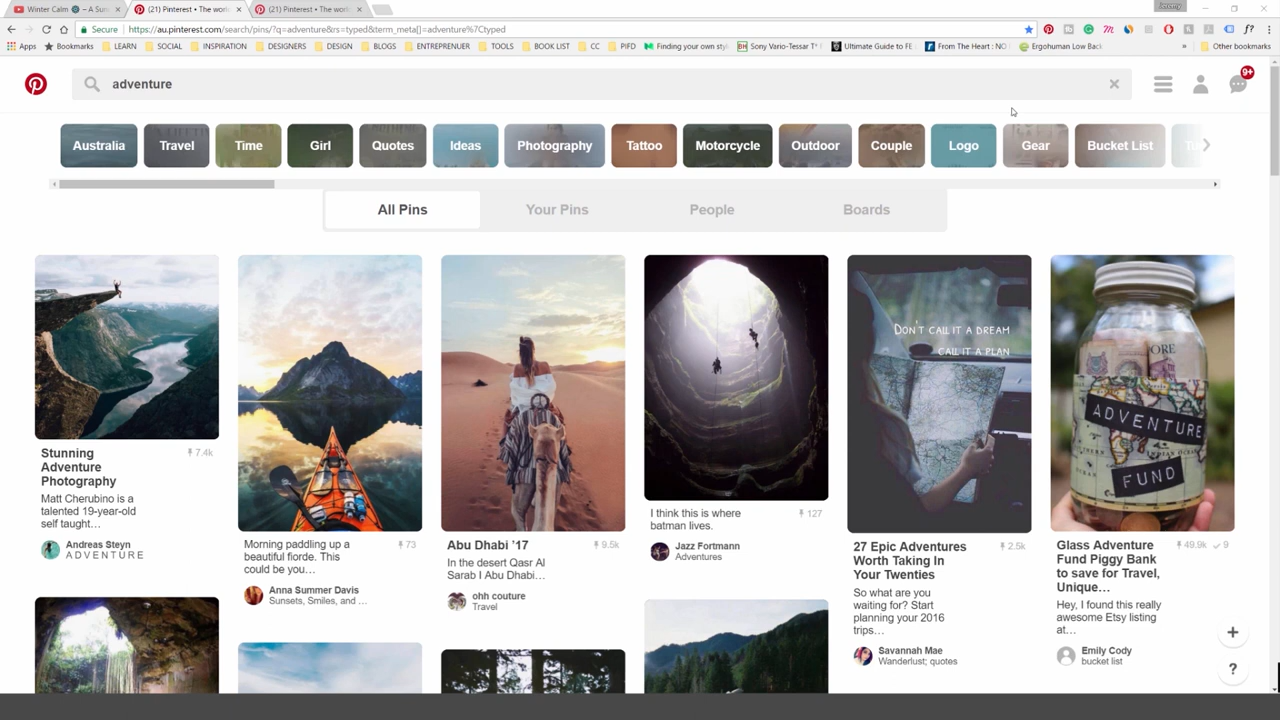 Winter Calm
– A Sun
(21) Pinterest • The worl
(21) Pinterest • The worl
Jeremy
Secure
https://au.pinterest.com/search/pins/?q=adventure&rs=typed&term_meta[]=adventure%7Ctyped
Apps
Bookmarks
LEARN
SOCIAL
INSPIRATION
DESIGNERS
DESIGN
BLOGS
ENTREPRENUER
TOOLS
BOOK LIST
CC
PIFD
Finding your own styl
Sony Vario-Tessar T* F
Ultimate Guide to FE
From The Heart : NO
Ergohuman Low Back
»
Other bookmarks
adventure
9+
Australia
Travel
Time
Girl
Quotes
Ideas
Photography
Tattoo
Motorcycle
Outdoor
Couple
Logo
Gear
Bucket List
All Pins
Your Pins
People
Boards
Stunning
Adventure
Photography
7.4k
Matt Cherubino is a
talented 19-year-old
self taught…
Andreas Steyn
A D V E N T U R E
Morning paddling up a
beautiful fiorde. This
could be you…
73
Anna Summer Davis
Sunsets, Smiles, and …
Abu Dhabi ’17
9.5k
In the desert Qasr Al
Sarab I Abu Dhabi…
ohh couture
Travel
I think this is where
batman lives.
127
Jazz Fortmann
Adventures
DON'T CALL IT A DREAM
CALL IT A PLAN
27 Epic Adventures
Worth Taking In
Your Twenties
2.5k
So what are you
waiting for? Start
planning your 2016
trips…
Savannah Mae
Wanderlust; quotes
ORE
INDIAN OCEAN
ADVENTURE
FUND
Glass Adventure
Fund Piggy Bank
to save for Travel,
Unique…
49.9k
9
Hey, I found this really
awesome Etsy listing
at…
Emily Cody
bucket list
+
?